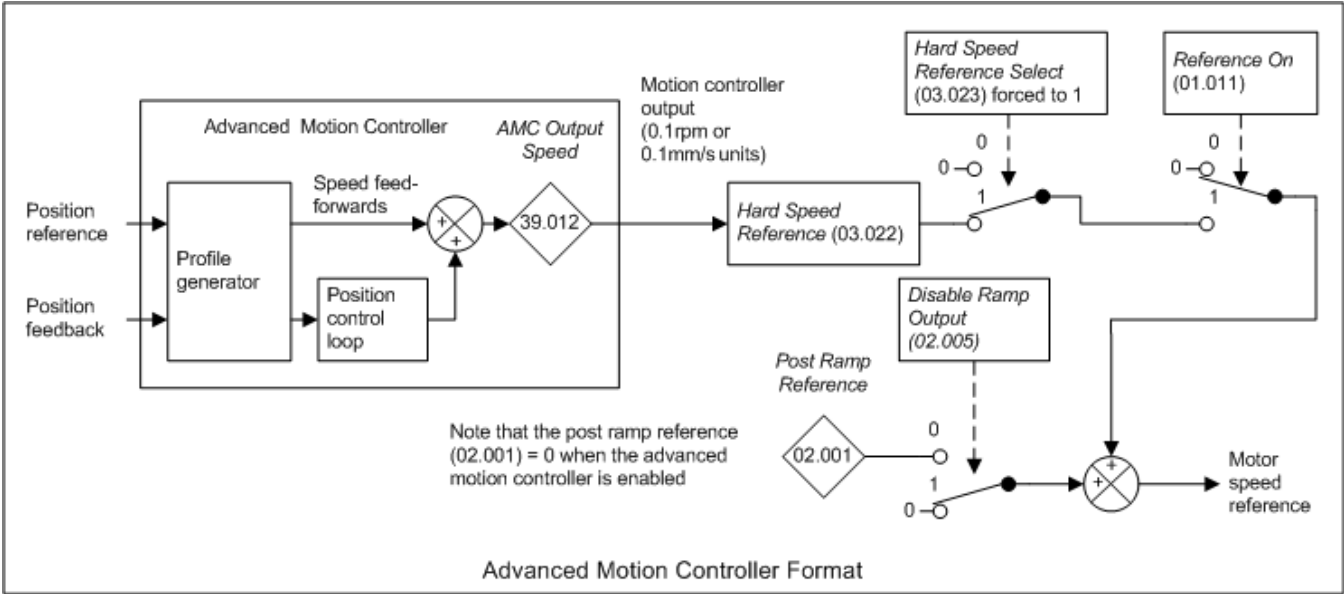 Advanced Motion Controller
AMC Output
Speed
Position
reference
Position
feedback
Profile
generator
Speed feed-
forwards
Position
control
loop
+
+
39.012
Motion controller
output
(0.1rpm or
0.1mm/s units)
Hard Speed
Reference (03.022)
Hard Speed
Reference Select
(03.023) forced to 1
0
0
1
Reference On
(01.011)
0
0
1
Disable Ramp
Output
(02.005)
Post Ramp
Reference
02.001
0
1
0
+
+
Motor
speed
reference
Note that the post ramp reference
(02.001) = 0 when the advanced
motion controller is enabled
Advanced Motion Controller Format